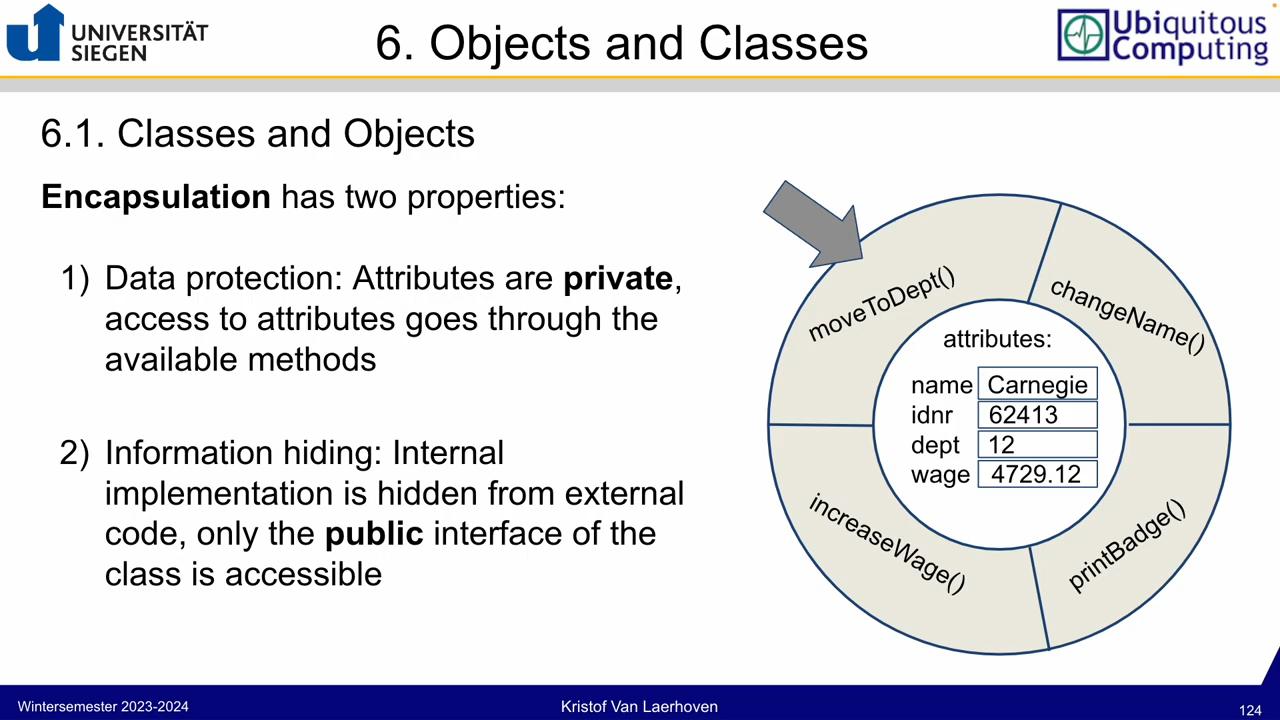 UNIVERSITÄT
SIEGEN
6. Objects and Classes
Ubiquitous
Computing
6.1. Classes and Objects
Encapsulation has two properties:
1) Data protection: Attributes are private,
access to attributes goes through the
available methods
2) Information hiding: Internal
implementation is hidden from external
code, only the public interface of the
class is accessible
moveToDept()
changeName()
attributes:
name Carnegie
idnr 62413
dept 12
wage 4729.12
increaseWage()
printBadge()
Wintersemester 2023-2024
Kristof Van Laerhoven
124